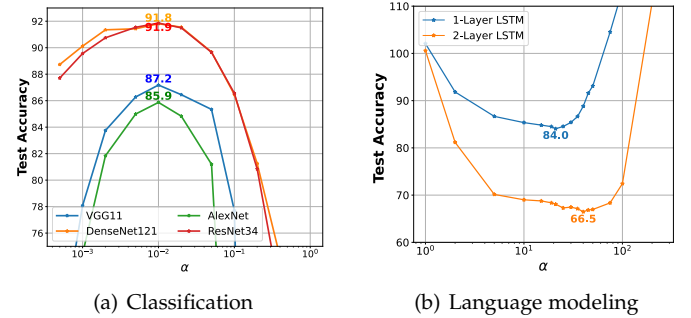 91.8
91.9
87.2
85.9
92
90
88
86
84
82
80
78
76
Test Accuracy
VGG11
DenseNet121
AlexNet
ResNet34
10⁻³
10⁻²
10⁻¹
10⁰
α
(a) Classification
1-Layer LSTM
2-Layer LSTM
84.0
66.5
110
100
90
80
70
60
Test Accuracy
10⁰
10¹
10²
α
(b) Language modeling